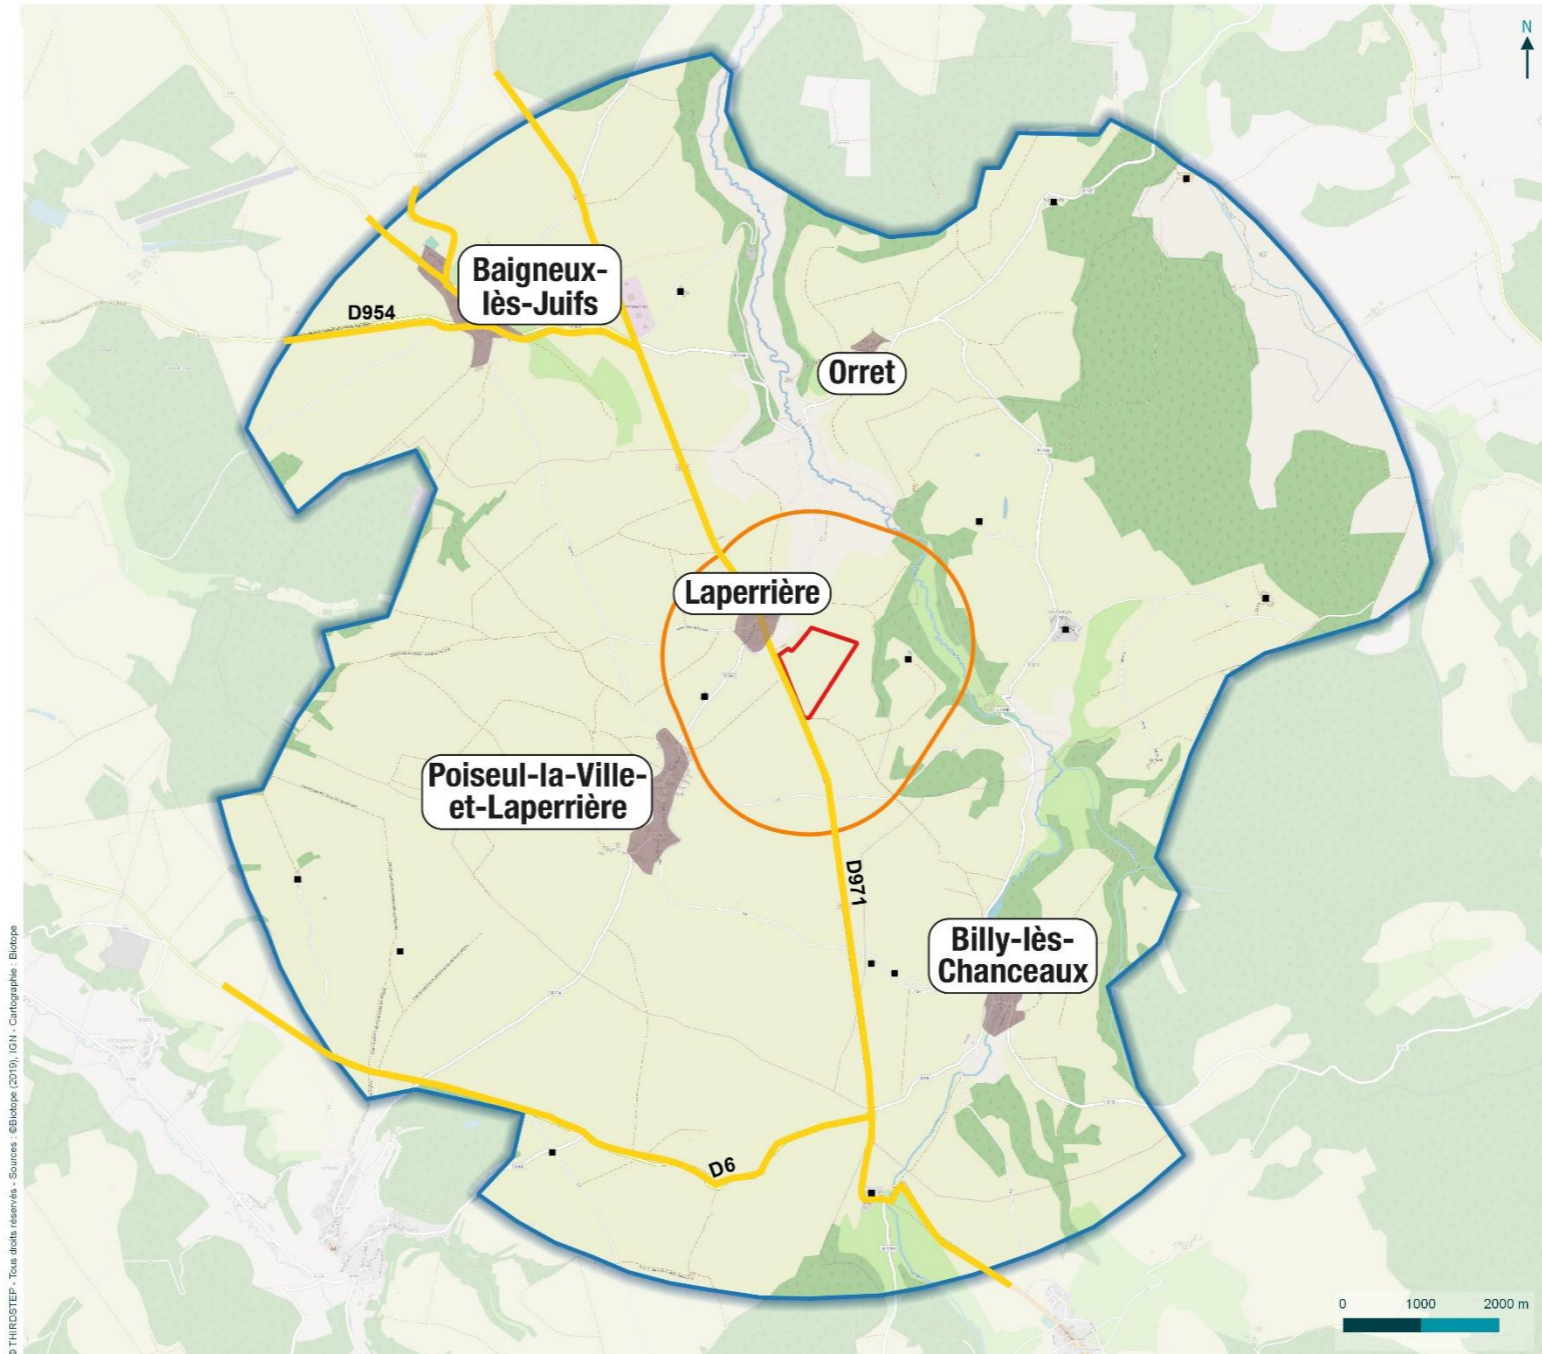 N
Baigneux-
lès-Juifs
D954
Orret
Laperrière
Poiseul-la-Ville-
et-Laperrière
D971
Billy-lès-
Chanceaux
D6
0 1000 2000 m
© THIRDSTEP - Tous droits réservés - Sources : ©Biotope (2019), IGN - Cartographie : Biotope